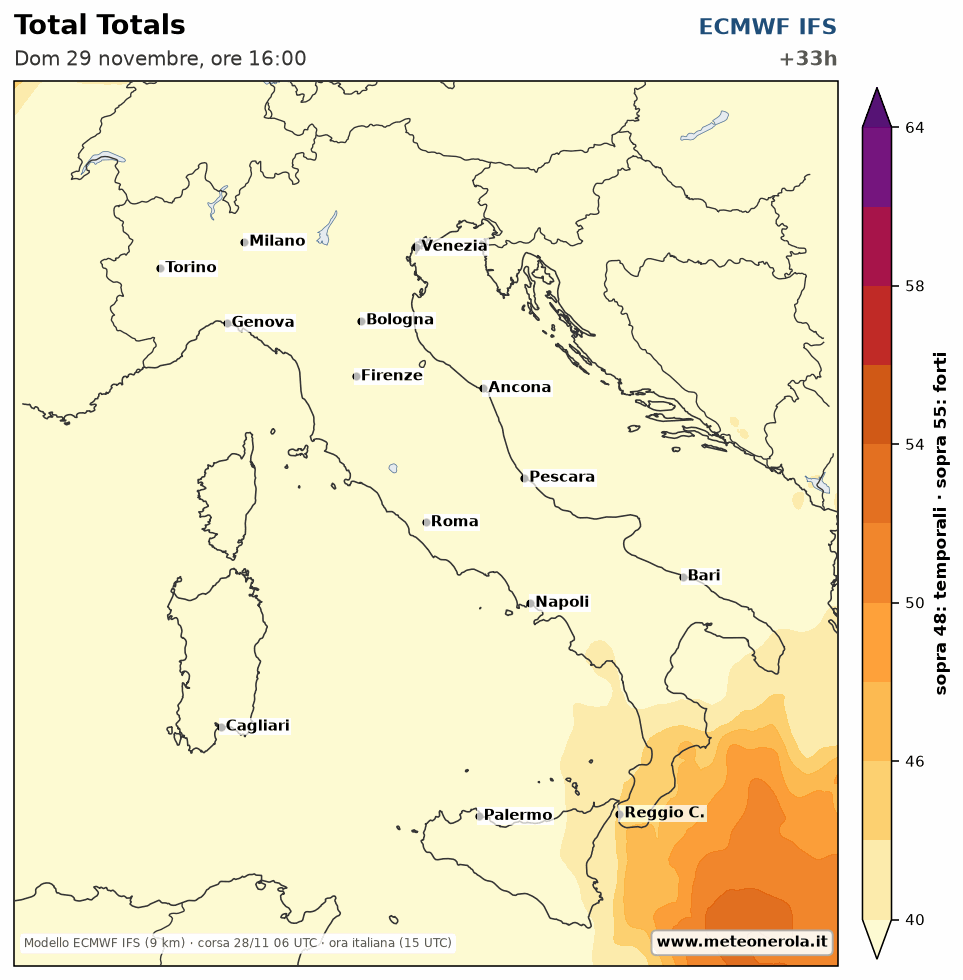 Total Totals
ECMWF IFS
Dom 29 novembre, ore 16:00
+33h
64
58
54
50
46
40
sopra 48: temporali · sopra 55: forti
Milano
Venezia
Torino
Genova
Bologna
Firenze
Ancona
Pescara
Roma
Bari
Napoli
Cagliari
Palermo
Reggio C.
Modello ECMWF IFS (9 km) · corsa 28/11 06 UTC · ora italiana (15 UTC)
www.meteonerola.it